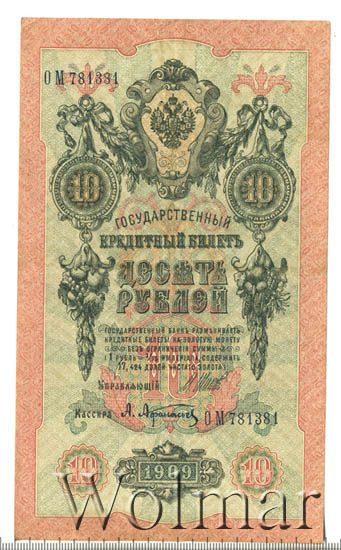 ОМ 781381
10 10
ГОСУДАРСТВЕННЫЙ
КРЕДИТНЫЙ БИЛЕТЪ
ДЕСЯТЬ
РУБЛЕЙ
ГОСУДАРСТВЕННЫЙ БАНКЪ РАЗМѢНИВАЕТЪ
КРЕДИТНЫЕ БИЛЕТЫ НА ЗОЛОТУЮ МОНЕТУ
БЕЗЪ ОГРАНИЧЕНІЯ СУММЫ
(1 РУБЛЬ = 1/15 ИМПЕРІАЛА, СОДЕРЖИТЪ
17,424 ДОЛЕЙ ЧИСТАГО ЗОЛОТА)
10
Управляющій
Кассиръ А. Афанасьевъ ОМ 781381
10 1909 10
Wolmar